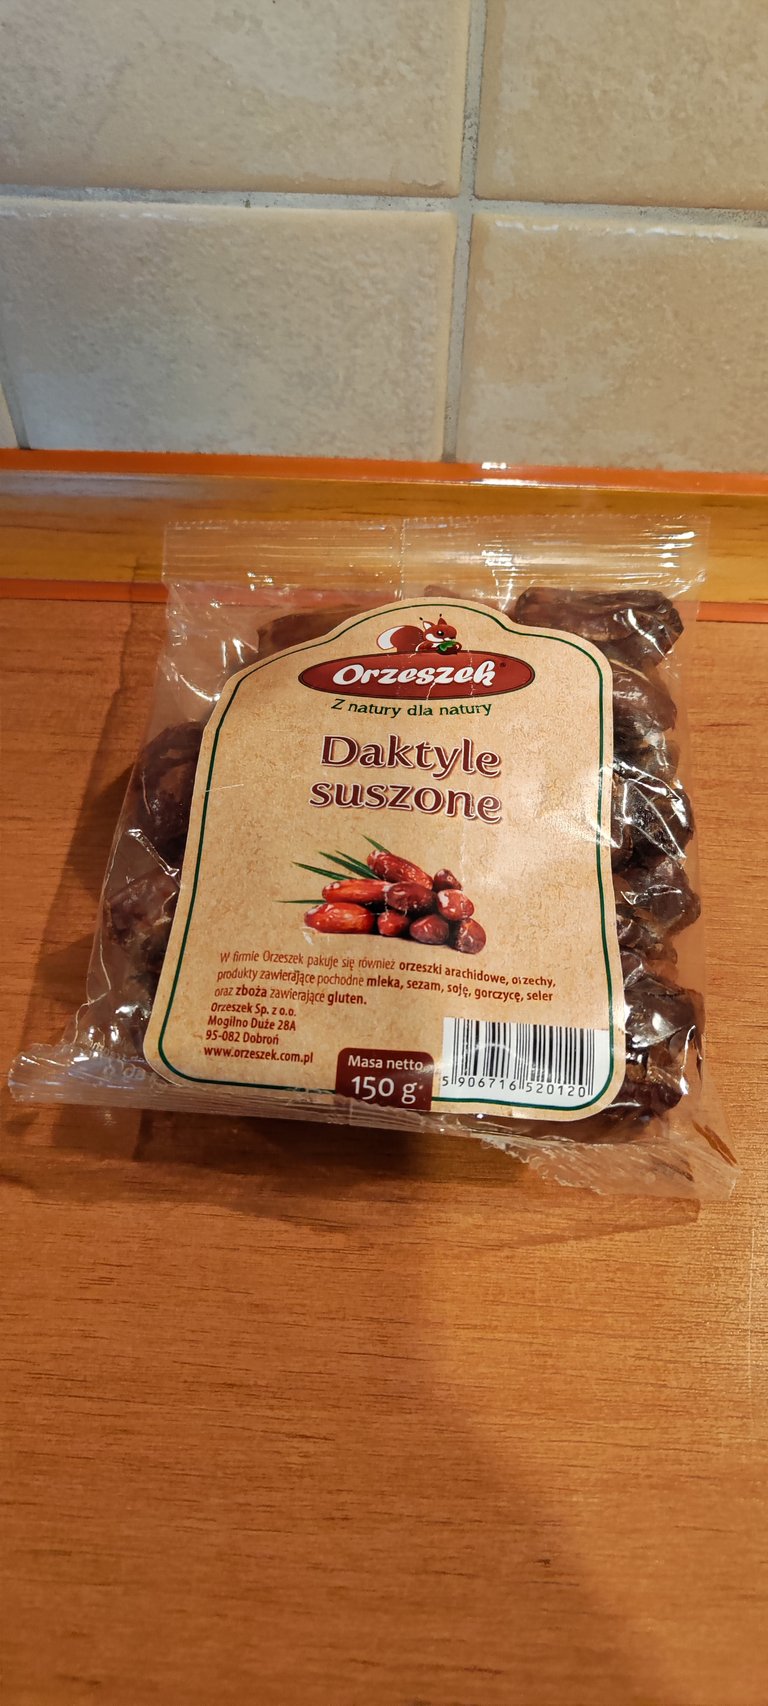 Orzeszek®
Z natury dla natury
Daktyle
suszone
W firmie Orzeszek pakuje się również orzeszki arachidowe, orzechy,
produkty zawierające pochodne mleka, sezam, soję, gorczycę, seler
oraz zboża zawierające gluten.
Orzeszek Sp. z o.o.
Mogilno Duże 28A
95-082 Dobroń
www.orzeszek.com.pl
Masa netto
150 g
5 906716 520120